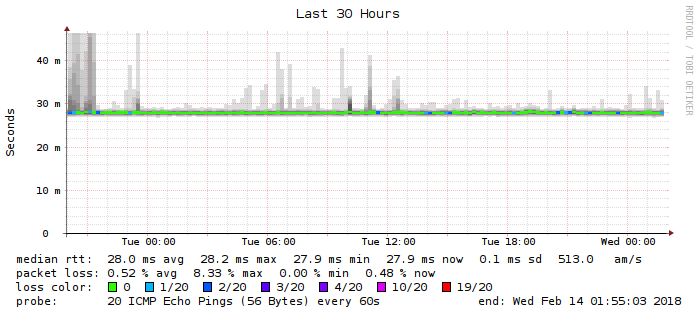 Last 30 Hours
RRDTOOL / TOBI OETIKER
Seconds
40 m
30 m
20 m
10 m
0
Tue 00:00 Tue 06:00 Tue 12:00 Tue 18:00 Wed 00:00
median rtt: 28.0 ms avg 28.2 ms max 27.9 ms min 27.9 ms now 0.1 ms sd 513.0 am/s
packet loss: 0.52 % avg 8.33 % max 0.00 % min 0.48 % now
loss color: 0 1/20 2/20 3/20 4/20 10/20 19/20
probe: 20 ICMP Echo Pings (56 Bytes) every 60s end: Wed Feb 14 01:55:03 2018